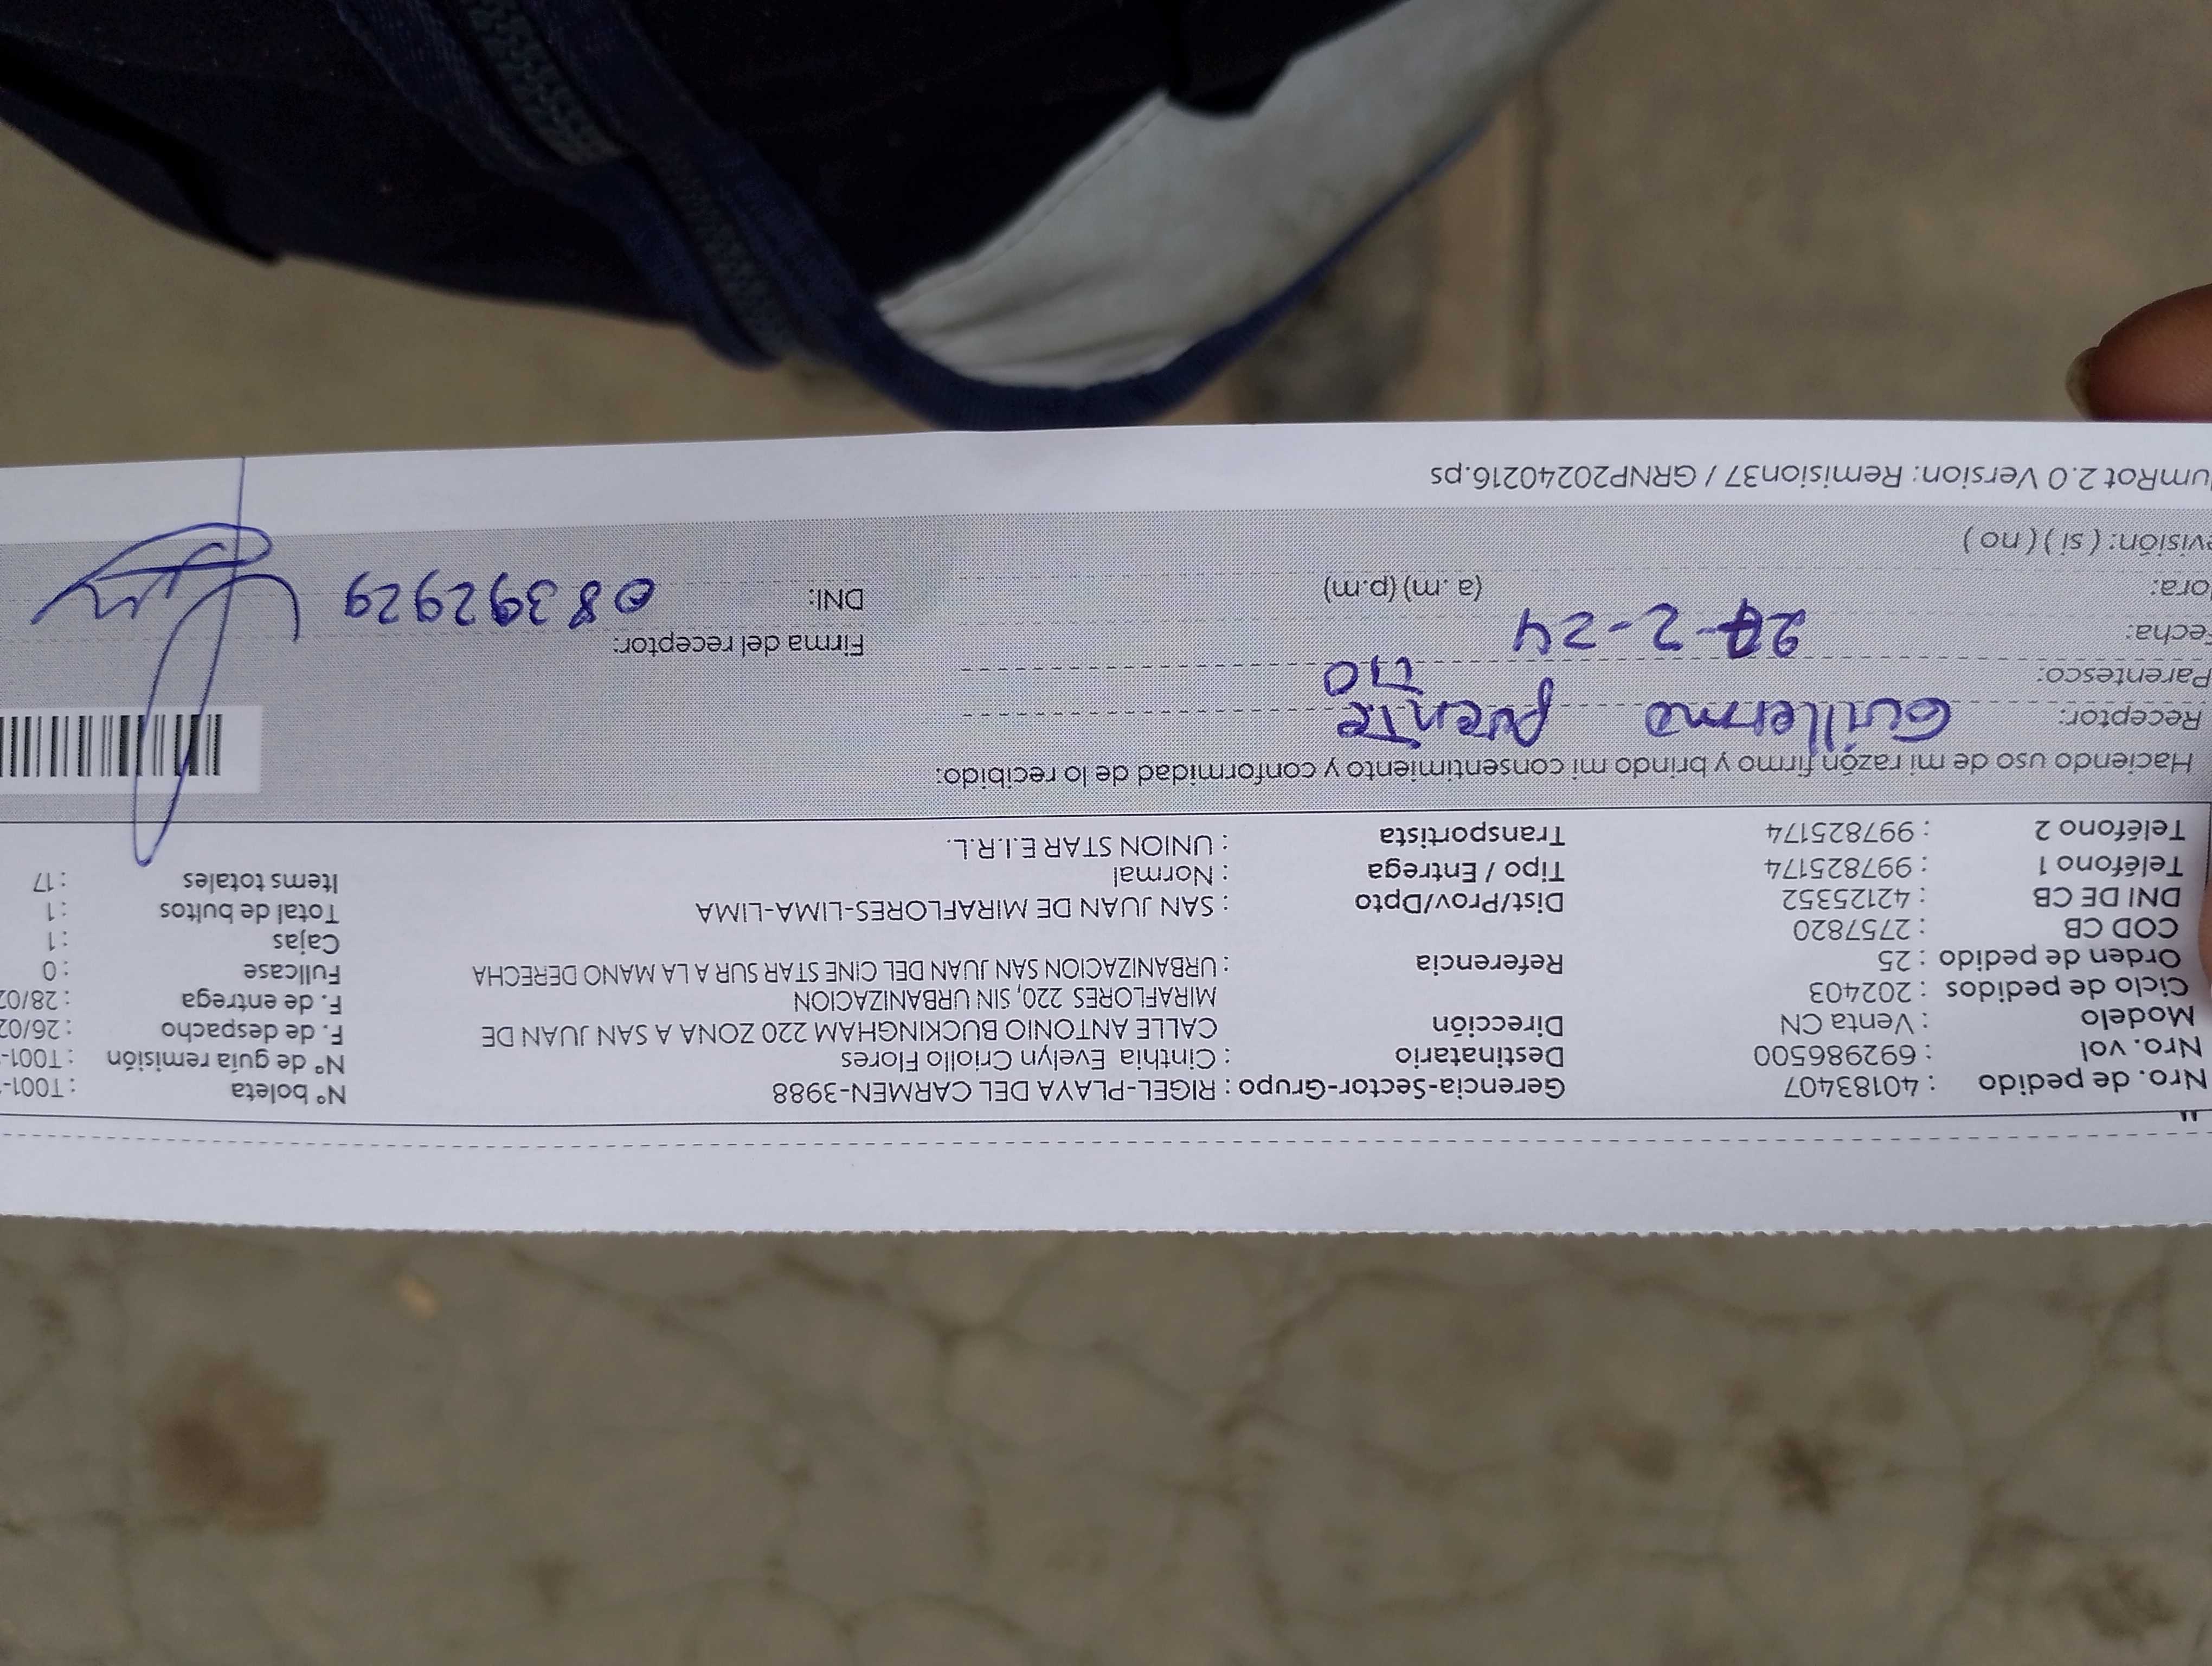 Nro. de pedido : 40183407 Gerencia-Sector-Grupo : RIGEL-PLAYA DEL CARMEN-3988 N° boleta : T001-
Nro. vol : 692986500 Destinatario : Cinthia Evelyn Criollo Flores N° de guía remisión : T001-
Modelo : Venta CN Dirección CALLE ANTONIO BUCKINGHAM 220 ZONA A SAN JUAN DE F. de despacho : 26/02
Ciclo de pedidos : 202403 MIRAFLORES 220, SIN URBANIZACION F. de entrega : 28/02
Orden de pedido : 25 Referencia : URBANIZACION SAN JUAN DEL CINE STAR SUR A LA MANO DERECHA Fullcase : 0
COD CB : 2757820 Cajas : 1
DNI DE CB : 42125352 Dist/Prov/Dpto : SAN JUAN DE MIRAFLORES-LIMA-LIMA Total de bultos : 1
Teléfono 1 : 997825174 Tipo / Entrega : Normal Items totales : 17
Teléfono 2 : 997825174 Transportista : UNION STAR E.I.R.L.
Haciendo uso de mi razón firmo y brindo mi consentimiento y conformidad de lo recibido:
Receptor: Guillermo puente
Parentesco: tio Firma del receptor:
Fecha: 27-2-24
ora: (a. m) (p.m) DNI: 08392929
evisión: ( si ) ( no )
umRot 2.0 Version: Remision37 / GRNP20240216.ps